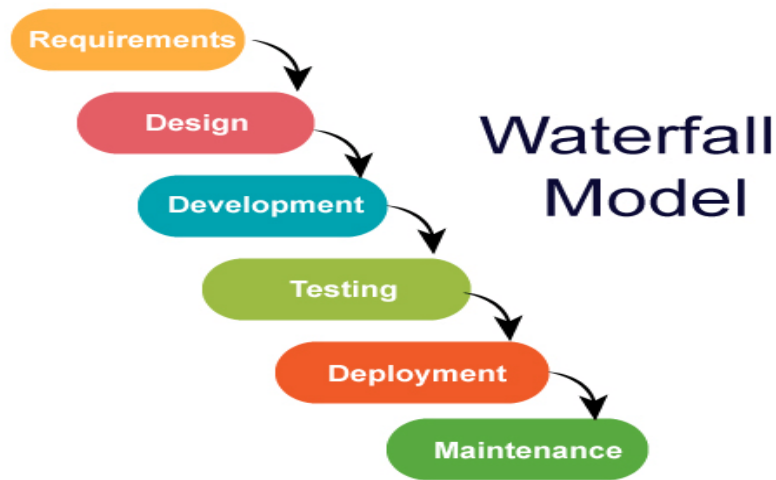 Requirements
Design
Waterfall
Model
Development
Testing
Deployment
Maintenance